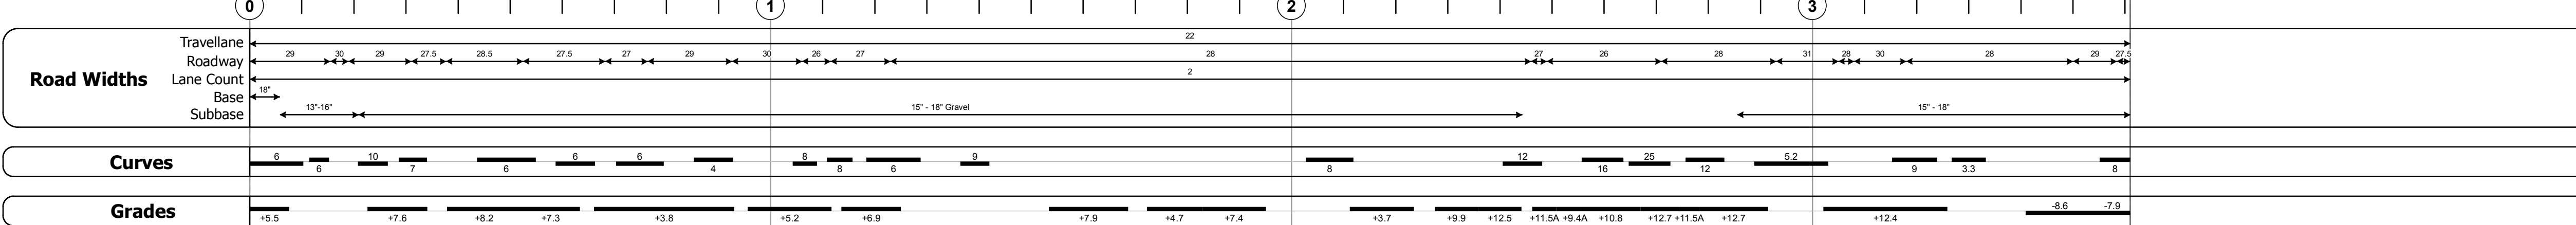 0 1 2 3
Travellane 22
Roadway 29 30 29 27.5 28.5 27.5 27 29 30 26 27 28 27 26 28 31 28 30 28 29 27.5
Road Widths
Lane Count 2
Base 18"
Subbase 13"-16" 15" - 18" Gravel 15" - 18"
6 10 6 6 8 9 12 25 5.2
Curves
6 7 6 4 8 6 8 16 12 9 3.3 8
-8.6 -7.9
Grades
+5.5 +7.6 +8.2 +7.3 +3.8 +5.2 +6.9 +7.9 +4.7 +7.4 +3.7 +9.9 +12.5 +11.5A +9.4A +10.8 +12.7 +11.5A +12.7 +12.4